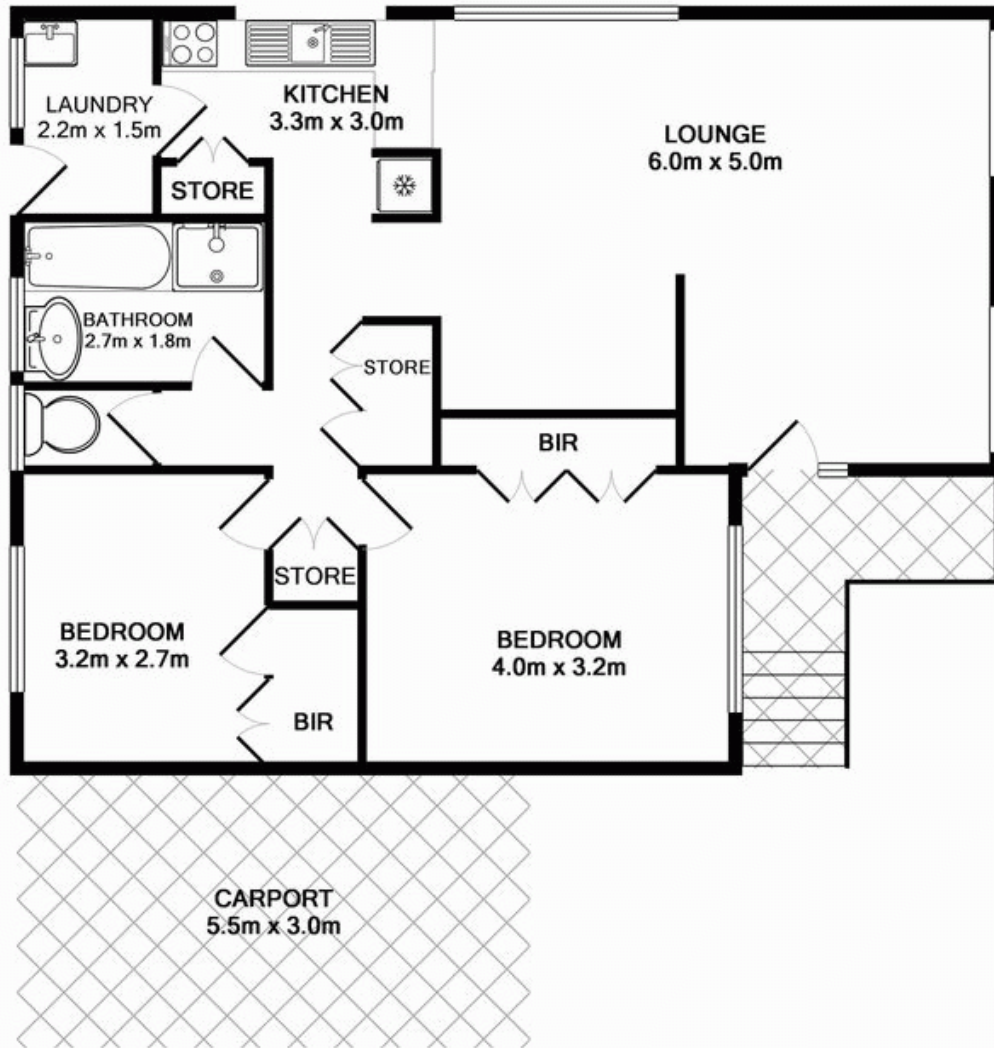 LAUNDRY
2.2m x 1.5m
KITCHEN
3.3m x 3.0m
LOUNGE
6.0m x 5.0m
STORE
BATHROOM
2.7m x 1.8m
STORE
BIR
STORE
BEDROOM
3.2m x 2.7m
BEDROOM
4.0m x 3.2m
BIR
CARPORT
5.5m x 3.0m